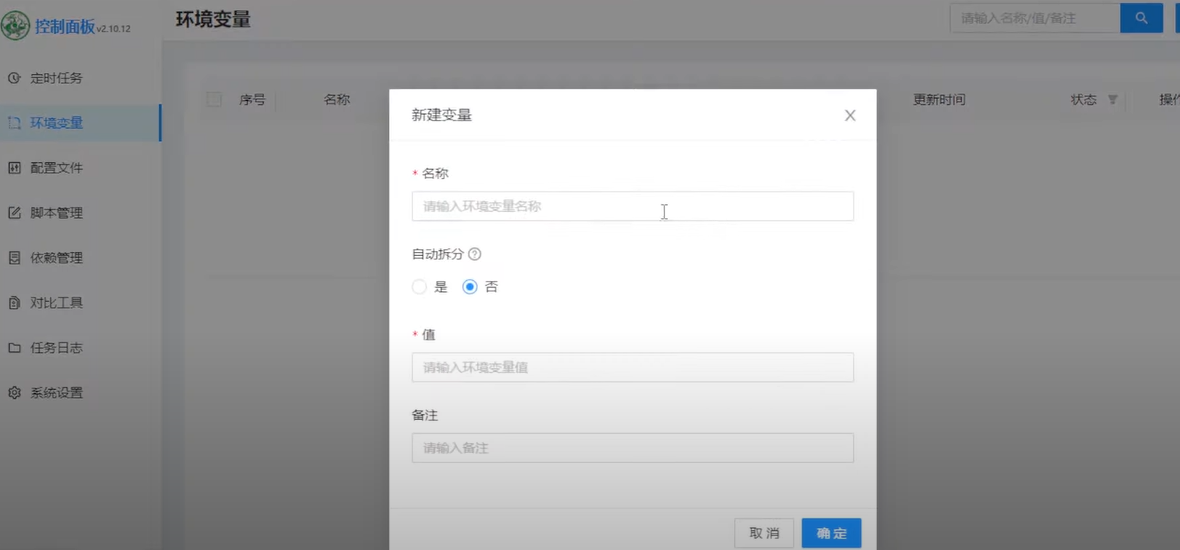 控制面板 v2.10.12
环境变量
请输入名称/值/备注
定时任务
环境变量
配置文件
脚本管理
依赖管理
对比工具
任务日志
系统设置
序号
名称
更新时间
状态
新建变量
* 名称
请输入环境变量名称
自动拆分
是 否
* 值
请输入环境变量值
备注
请输入备注
取 消 确 定